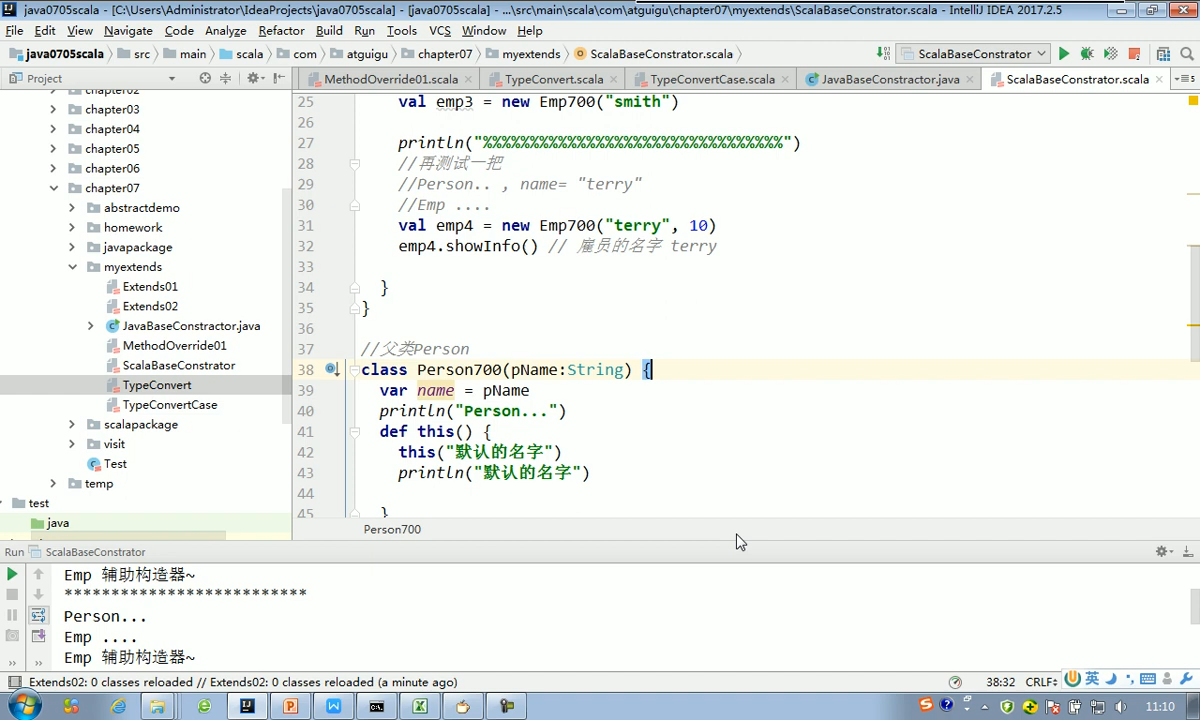 java0705scala - [C:\Users\Administrator\IdeaProjects\java0705scala] - [java0705scala] - ...\src\main\scala\com\atguigu\chapter07\myextends\ScalaBaseConstrator.scala - IntelliJ IDEA 2017.2.5
File Edit View Navigate Code Analyze Refactor Build Run Tools VCS Window Help
java0705scala src main scala com atguigu chapter07 myextends ScalaBaseConstrator.scala ScalaBaseConstrator
Project
MethodOverride01.scala TypeConvert.scala TypeConvertCase.scala JavaBaseConstractor.java ScalaBaseConstrator.scala
chapter02
chapter03
chapter04
chapter05
chapter06
chapter07
abstractdemo
homework
javapackage
myextends
Extends01
Extends02
JavaBaseConstractor.java
MethodOverride01
ScalaBaseConstrator
TypeConvert
TypeConvertCase
scalapackage
visit
Test
temp
test
java
25 val emp3 = new Emp700("smith")
26
27 println("%%%%%%%%%%%%%%%%%%%%%%%%%%%%%%%%")
28 //再测试一把
29 //Person.. , name= "terry"
30 //Emp ....
31 val emp4 = new Emp700("terry", 10)
32 emp4.showInfo() // 雇员的名字 terry
33
34 }
35 }
36
37 //父类Person
38 class Person700(pName:String) {
39 var name = pName
40 println("Person...")
41 def this() {
42 this("默认的名字")
43 println("默认的名字")
44
45 }
Person700
Run ScalaBaseConstrator
Emp 辅助构造器~
**************************
Person...
Emp ....
Emp 辅助构造器~
Extends02: 0 classes reloaded // Extends02: 0 classes reloaded (a minute ago) 38:32 CRLF
英
11:10